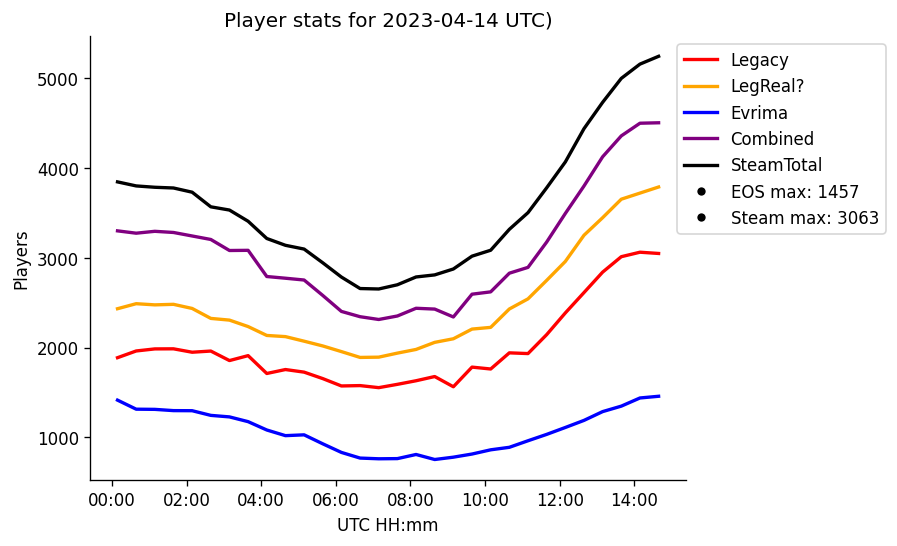 Player stats for 2023-04-14 UTC)
Players
5000
4000
3000
2000
1000
00:00 02:00 04:00 06:00 08:00 10:00 12:00 14:00
UTC HH:mm
Legacy
LegReal?
Evrima
Combined
SteamTotal
EOS max: 1457
Steam max: 3063